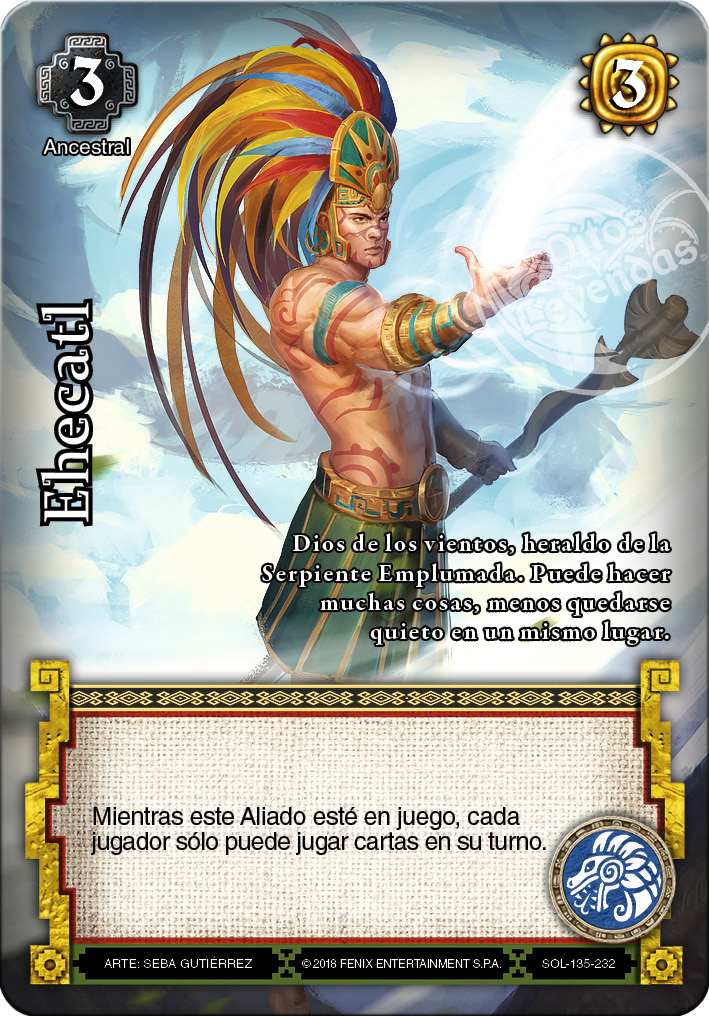 3
3
Ancestral
Mitos
Leyendas
Ehecatl
Dios de los vientos, heraldo de la
Serpiente Emplumada. Puede hacer
muchas cosas, menos quedarse
quieto en un mismo lugar.
Mientras este Aliado esté en juego, cada
jugador sólo puede jugar cartas en su turno.
ARTE: SEBA GUTIÉRREZ
© 2018 FENIX ENTERTAINMENT S.P.A.
SOL-135-232